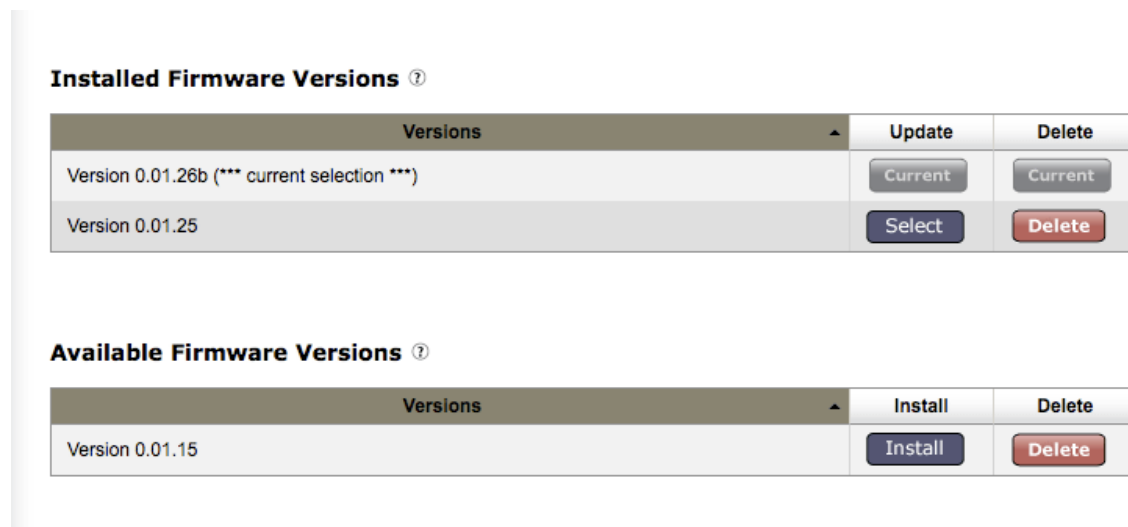 Installed Firmware Versions ?
Versions Update Delete
Version 0.01.26b (*** current selection ***) Current Current
Version 0.01.25 Select Delete
Available Firmware Versions ?
Versions Install Delete
Version 0.01.15 Install Delete